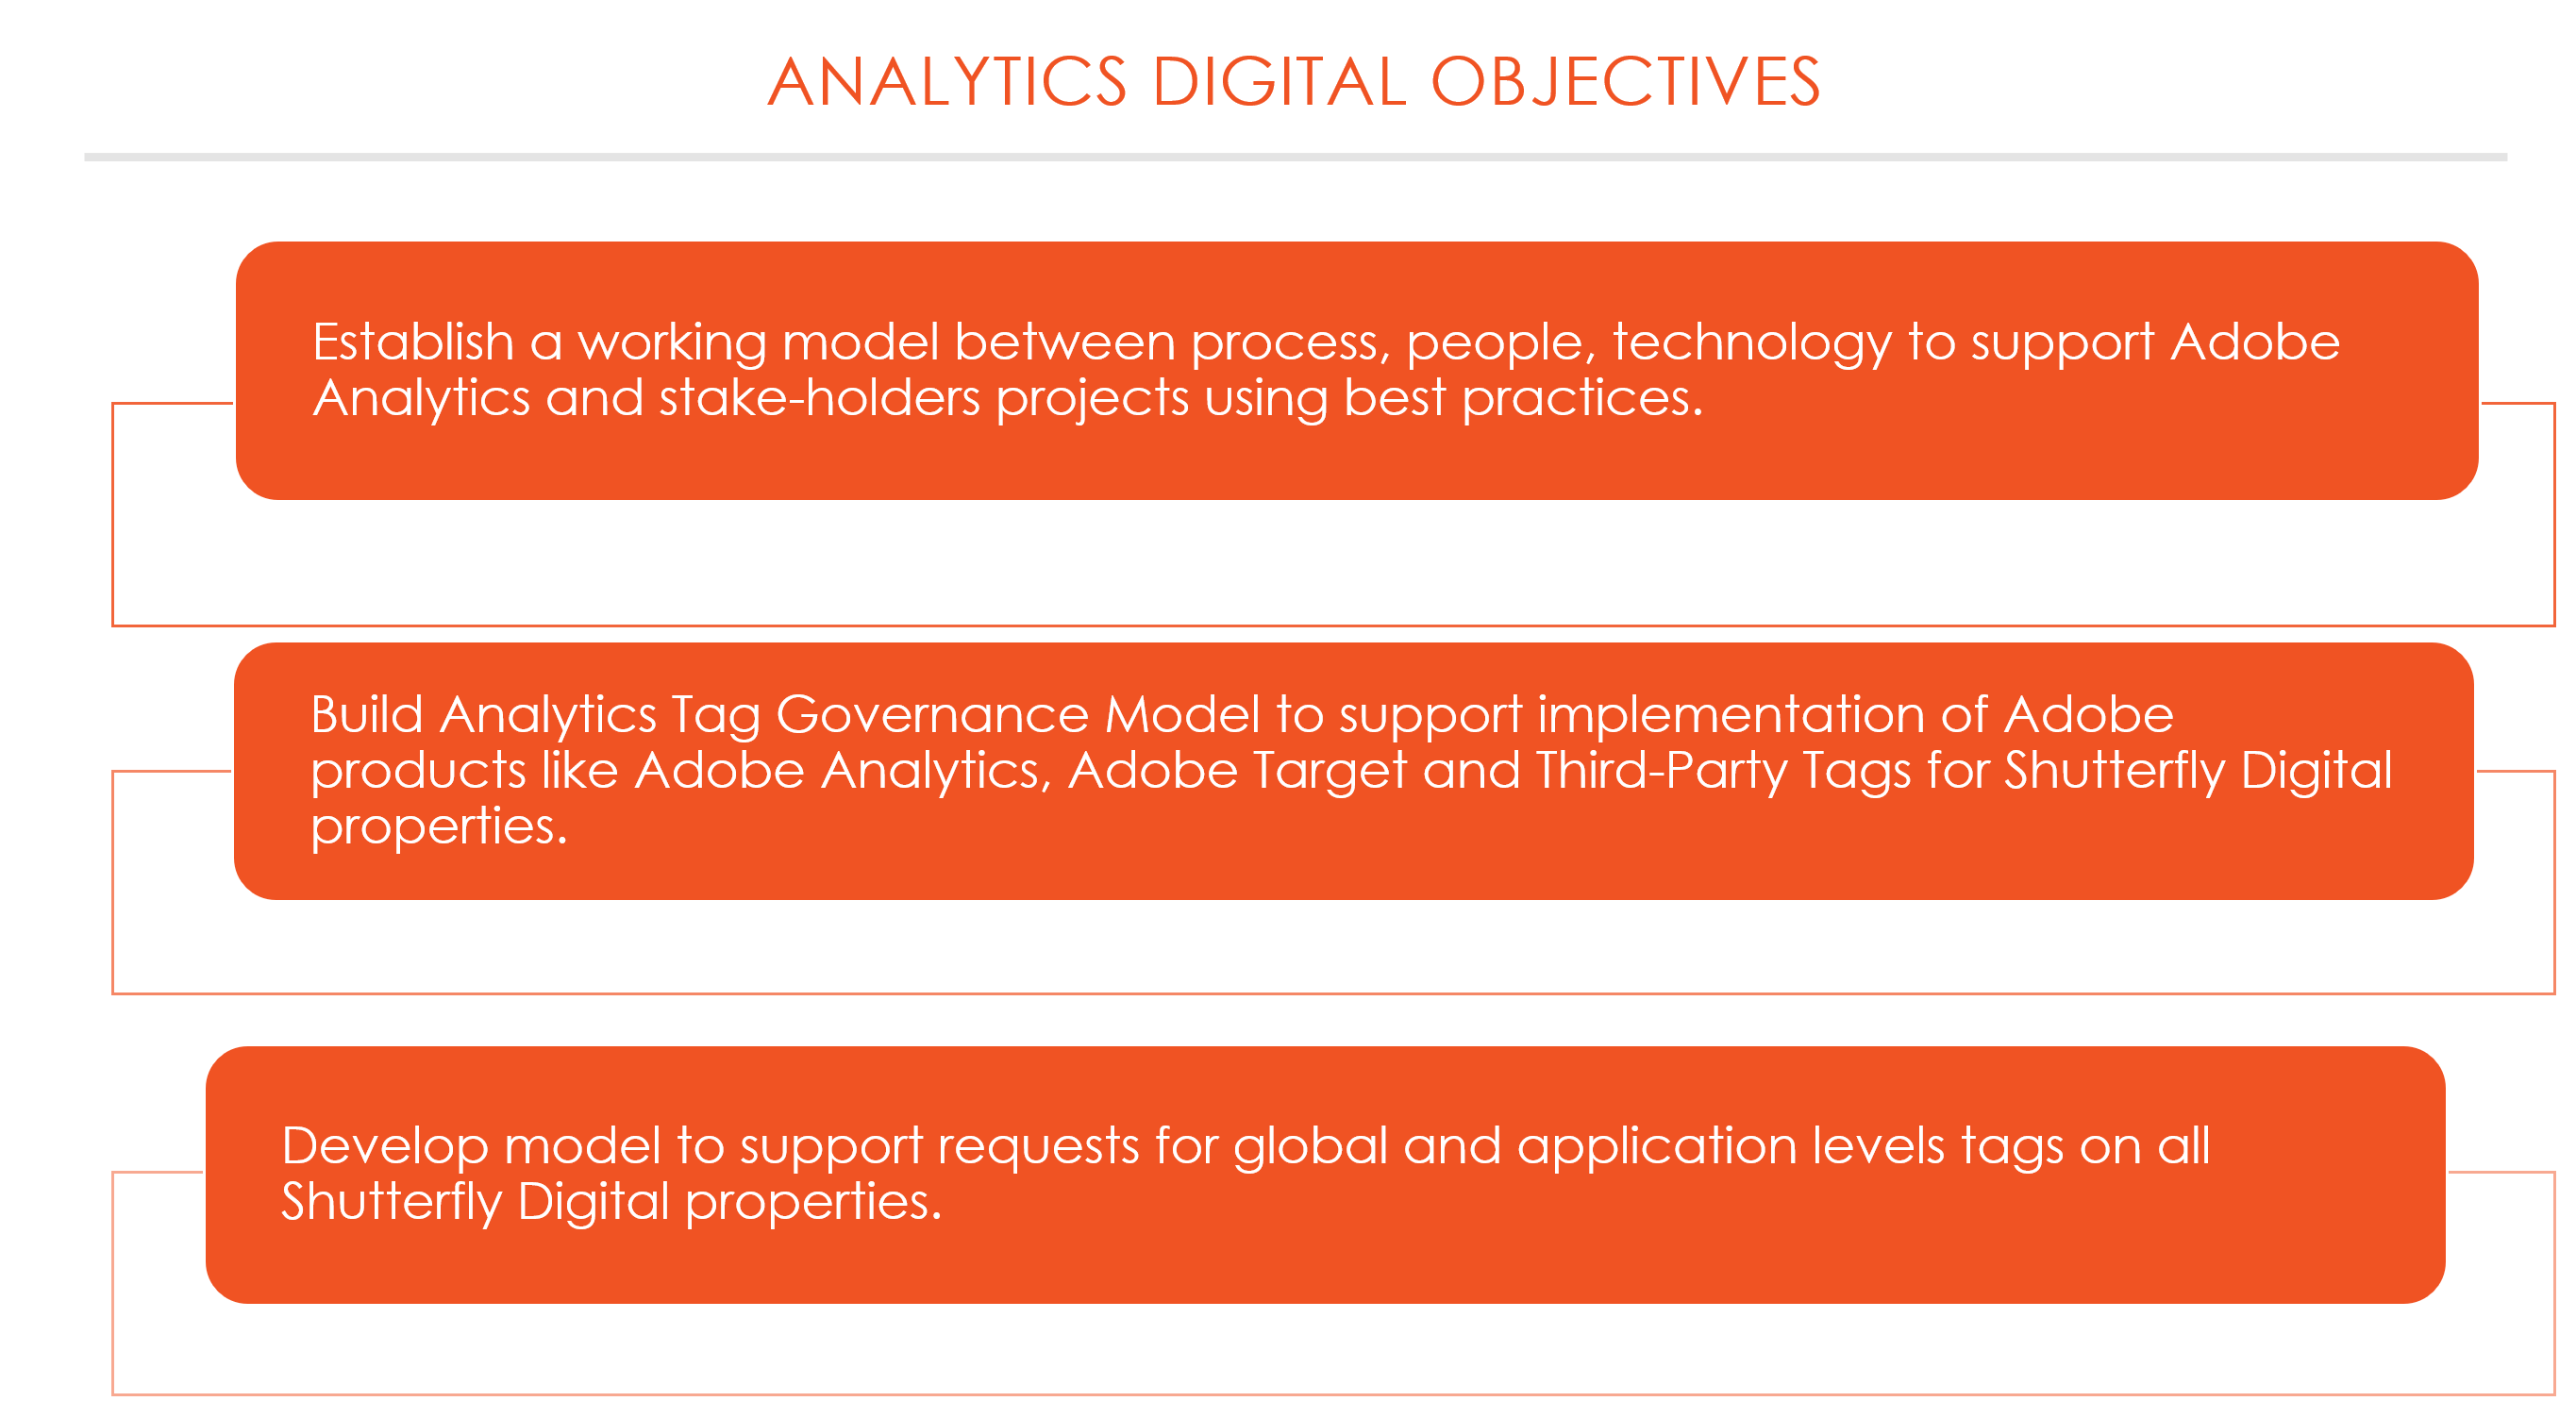 ANALYTICS DIGITAL OBJECTIVES
Establish a working model between process, people, technology to support Adobe
Analytics and stake-holders projects using best practices.
Build Analytics Tag Governance Model to support implementation of Adobe
products like Adobe Analytics, Adobe Target and Third-Party Tags for Shutterfly Digital
properties.
Develop model to support requests for global and application levels tags on all
Shutterfly Digital properties.